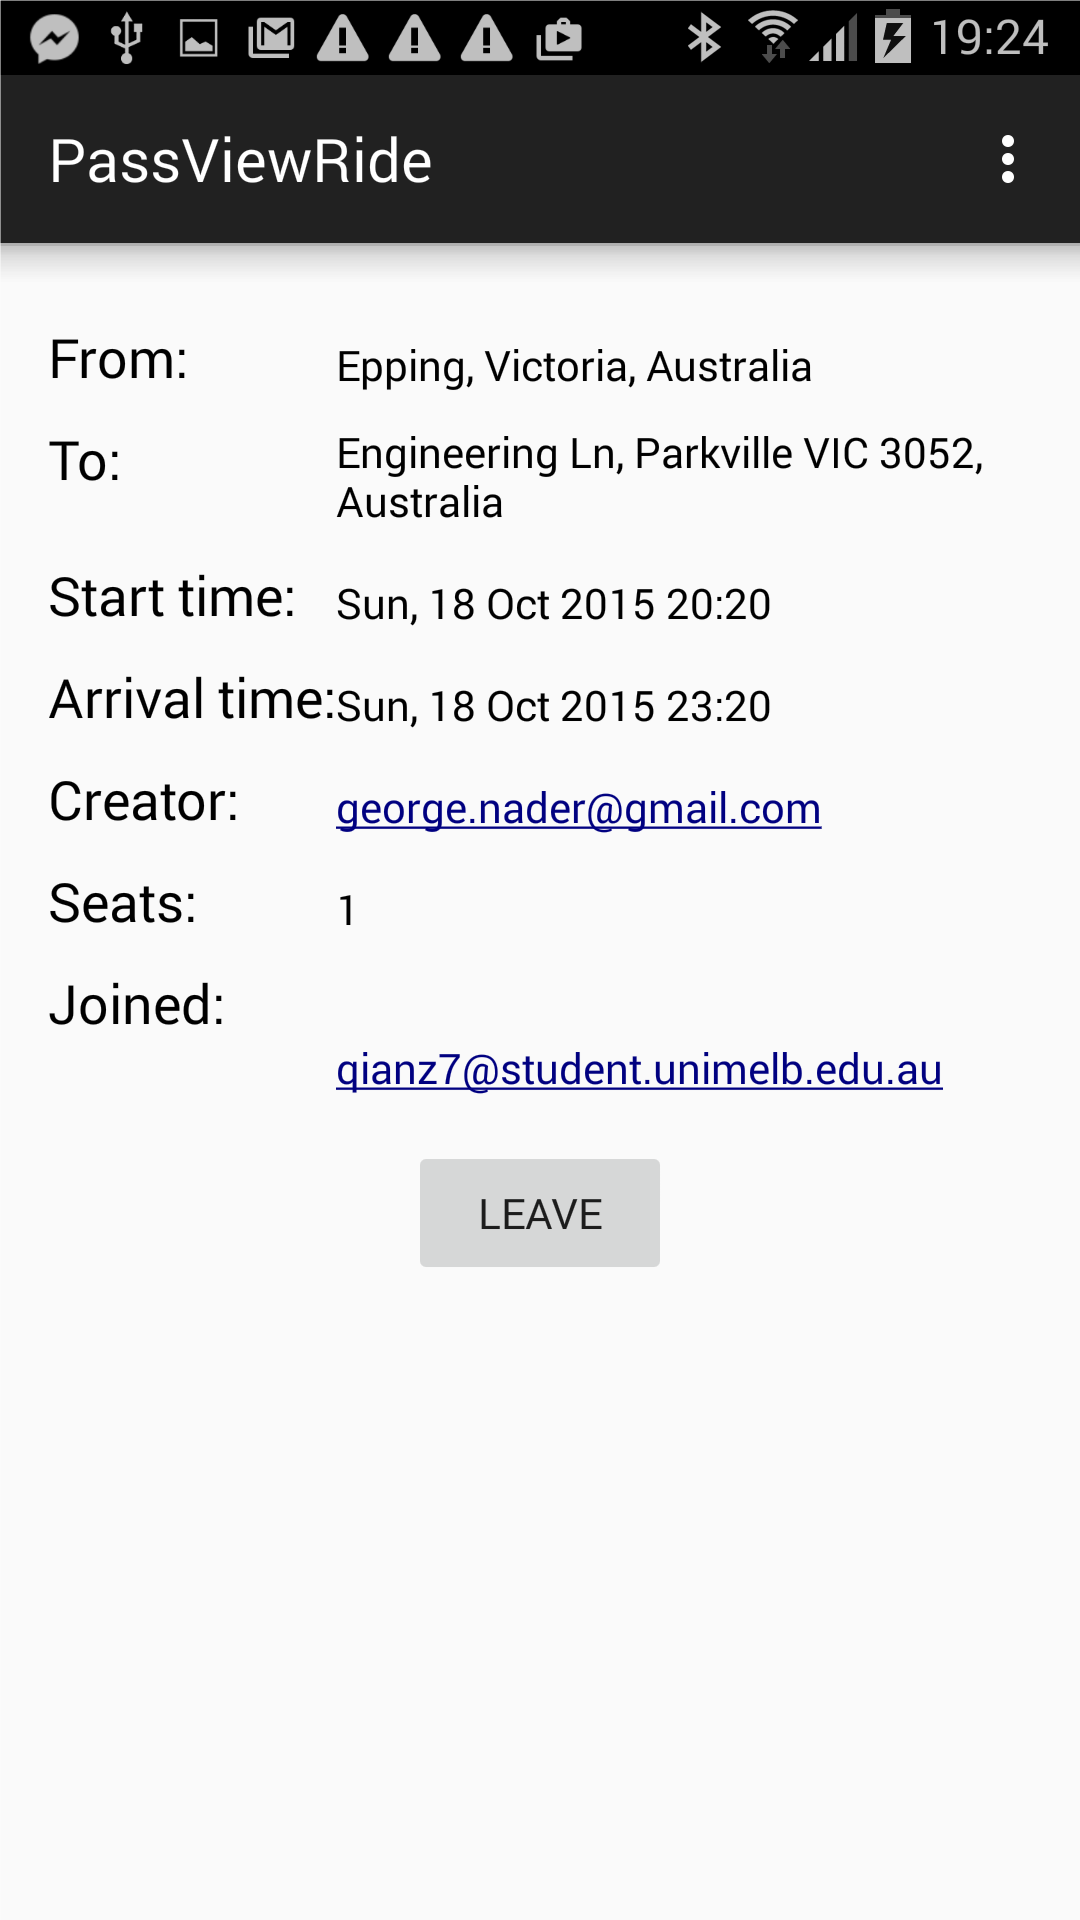 19:24
PassViewRide
From: Epping, Victoria, Australia
To: Engineering Ln, Parkville VIC 3052,
Australia
Start time: Sun, 18 Oct 2015 20:20
Arrival time: Sun, 18 Oct 2015 23:20
Creator: george.nader@gmail.com
Seats: 1
Joined:
qianz7@student.unimelb.edu.au
LEAVE